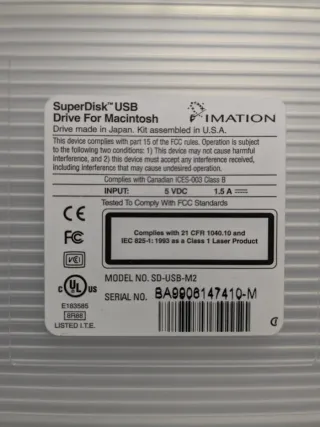 SuperDisk™ USB
Drive For Macintosh
IMATION
Drive made in Japan. Kit assembled in U.S.A.
This device complies with part 15 of the FCC rules. Operation is subject
to the following two conditions: 1) This device may not cause harmful
interference, and 2) this device must accept any interference received,
including interference that may cause undesired operation.
Complies with Canadian ICES-003 Class B
INPUT: 5 VDC 1.5 A
Tested To Comply With FCC Standards
CE
FC
Complies with 21 CFR 1040.10 and
IEC 825-1: 1993 as a Class 1 Laser Product
VCI
c UL US
E183585
8R88
LISTED I.T.E.
MODEL NO. SD-USB-M2
SERIAL NO. BA9906147410-M